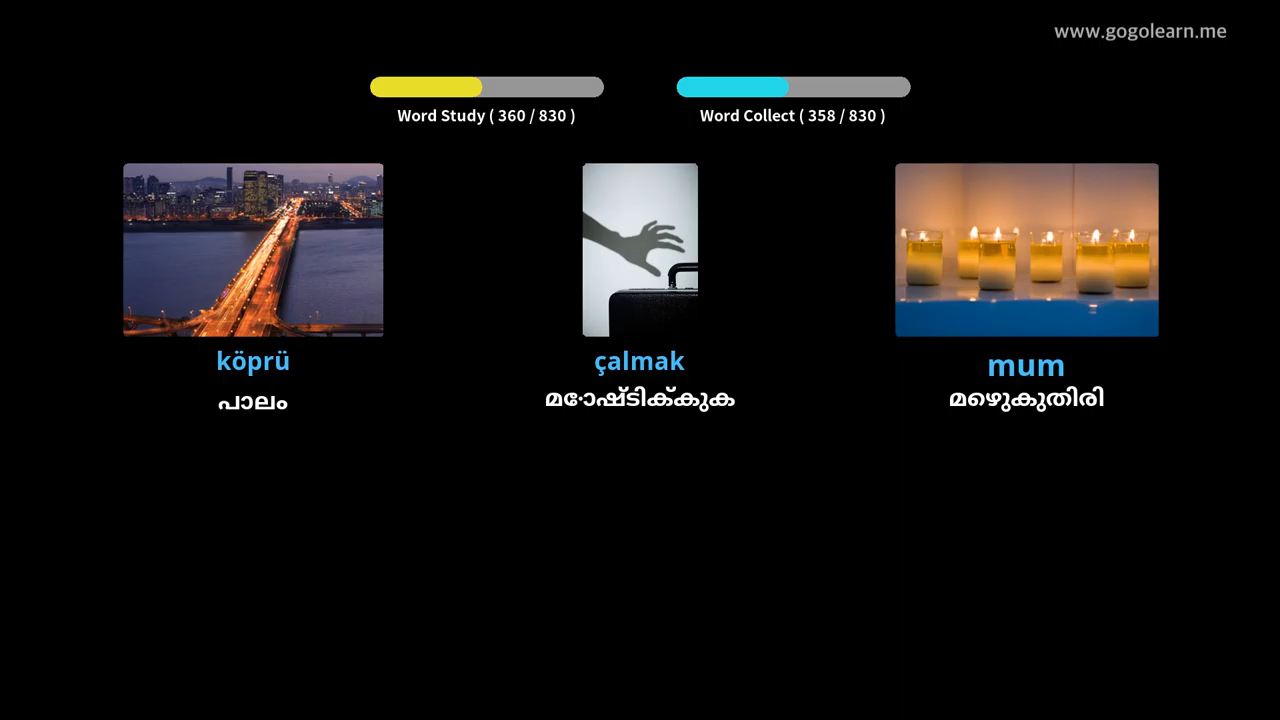 www.gogolearn.me
Word Study ( 360 / 830 )
Word Collect ( 358 / 830 )
köprü
çalmak
mum
പാലം
മോഷ്ടിക്കുക
മെഴുകുതിരി